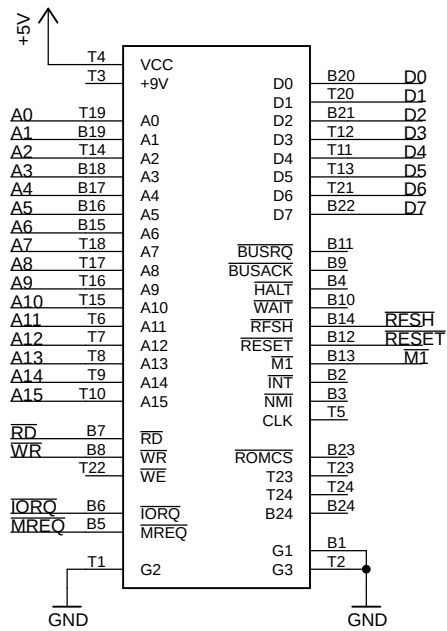 +5V
T4 VCC
T3 +9V
D0 B20 D0
D1 T20 D1
A0 T19 A0 D2 B21 D2
A1 B19 A1 D3 T12 D3
A2 T14 A2 D4 T11 D4
A3 B18 A3 D5 T13 D5
A4 B17 A4 D6 T21 D6
A5 B16 A5 D7 B22 D7
A6 B15 A6
A7 T18 A7 BUSRQ B11
A8 T17 A8 BUSACK B9
A9 T16 A9 HALT B4
A10 T15 A10 WAIT B10
A11 T6 A11 RFSH B14 RFSH
A12 T7 A12 RESET B12 RESET
A13 T8 A13 M1 B13 M1
A14 T9 A14 INT B2
A15 T10 A15 NMI B3
CLK T5
RD B7 RD
WR B8 WR ROMCS B23
T22 WE T23 T23
T24 T24
IORQ B6 IORQ B24 B24
MREQ B5 MREQ
G1 B1
T1 G2 G3 T2
GND GND